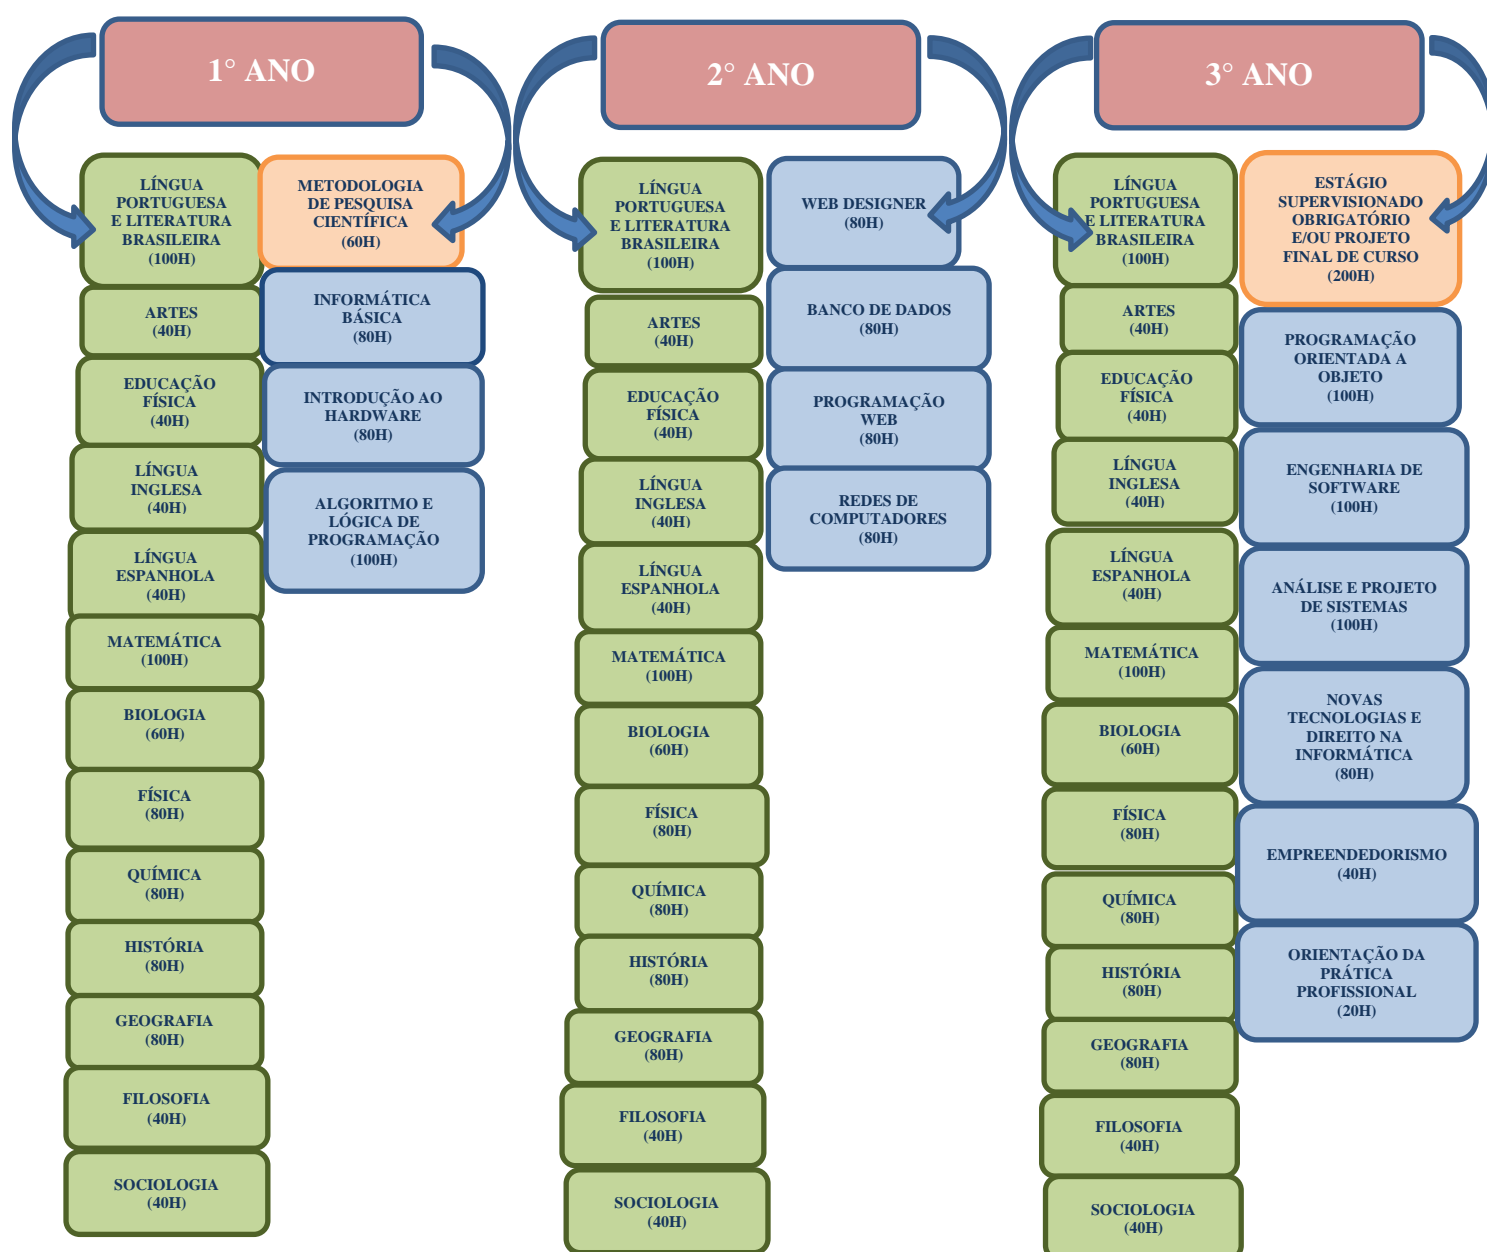 1° ANO
LÍNGUA
PORTUGUESA
E LITERATURA
BRASILEIRA
(100H)
ARTES
(40H)
EDUCAÇÃO
FÍSICA
(40H)
LÍNGUA
INGLESA
(40H)
LÍNGUA
ESPANHOLA
(40H)
MATEMÁTICA
(100H)
BIOLOGIA
(60H)
FÍSICA
(80H)
QUÍMICA
(80H)
HISTÓRIA
(80H)
GEOGRAFIA
(80H)
FILOSOFIA
(40H)
SOCIOLOGIA
(40H)
METODOLOGIA
DE PESQUISA
CIENTÍFICA
(60H)
INFORMÁTICA
BÁSICA
(80H)
INTRODUÇÃO AO
HARDWARE
(80H)
ALGORITMO E
LÓGICA DE
PROGRAMAÇÃO
(100H)
2° ANO
LÍNGUA
PORTUGUESA
E LITERATURA
BRASILEIRA
(100H)
ARTES
(40H)
EDUCAÇÃO
FÍSICA
(40H)
LÍNGUA
INGLESA
(40H)
LÍNGUA
ESPANHOLA
(40H)
MATEMÁTICA
(100H)
BIOLOGIA
(60H)
FÍSICA
(80H)
QUÍMICA
(80H)
HISTÓRIA
(80H)
GEOGRAFIA
(80H)
FILOSOFIA
(40H)
SOCIOLOGIA
(40H)
WEB DESIGNER
(80H)
BANCO DE DADOS
(80H)
PROGRAMAÇÃO
WEB
(80H)
REDES DE
COMPUTADORES
(80H)
3° ANO
LÍNGUA
PORTUGUESA
E LITERATURA
BRASILEIRA
(100H)
ARTES
(40H)
EDUCAÇÃO
FÍSICA
(40H)
LÍNGUA
INGLESA
(40H)
LÍNGUA
ESPANHOLA
(40H)
MATEMÁTICA
(100H)
BIOLOGIA
(60H)
FÍSICA
(80H)
QUÍMICA
(80H)
HISTÓRIA
(80H)
GEOGRAFIA
(80H)
FILOSOFIA
(40H)
SOCIOLOGIA
(40H)
ESTÁGIO
SUPERVISIONADO
OBRIGATÓRIO
E/OU PROJETO
FINAL DE CURSO
(200H)
PROGRAMAÇÃO
ORIENTADA A
OBJETO
(100H)
ENGENHARIA DE
SOFTWARE
(100H)
ANÁLISE E PROJETO
DE SISTEMAS
(100H)
NOVAS
TECNOLOGIAS E
DIREITO NA
INFORMÁTICA
(80H)
EMPREENDEDORISMO
(40H)
ORIENTAÇÃO DA
PRÁTICA
PROFISSIONAL
(20H)